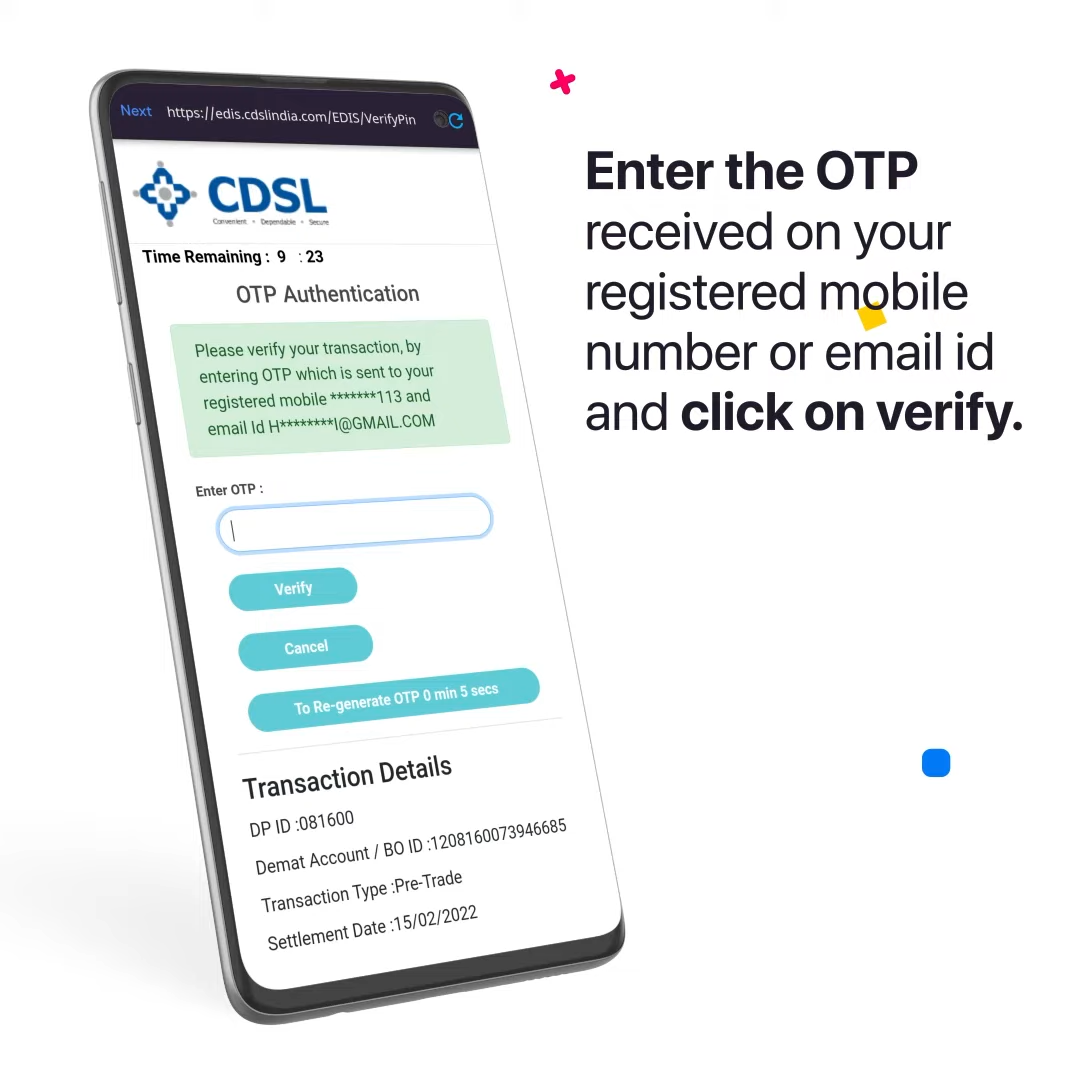 Next https://edis.cdslindia.com/EDIS/VerifyPin
CDSL
Convenient • Dependable • Secure
Time Remaining : 9 : 23
OTP Authentication
Please verify your transaction, by
entering OTP which is sent to your
registered mobile *******113 and
email Id H********I@GMAIL.COM
Enter OTP :
Verify
Cancel
To Re-generate OTP 0 min 5 secs
Transaction Details
DP ID :081600
Demat Account / BO ID :1208160073946685
Transaction Type :Pre-Trade
Settlement Date :15/02/2022
Enter the OTP
received on your
registered mobile
number or email id
and click on verify.